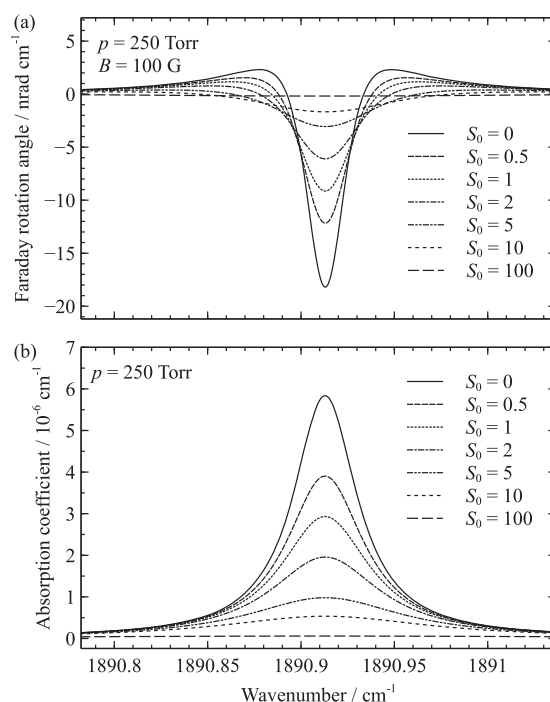 (a)
p = 250 Torr
B = 100 G
5
0
−5
−10
−15
−20
Faraday rotation angle / nrad cm⁻¹
S₀ = 0
S₀ = 0.5
S₀ = 1
S₀ = 2
S₀ = 5
S₀ = 10
S₀ = 100
(b)
p = 250 Torr
7
6
5
4
3
2
1
0
Absorption coefficient / 10⁻⁶ cm⁻¹
S₀ = 0
S₀ = 0.5
S₀ = 1
S₀ = 2
S₀ = 5
S₀ = 10
S₀ = 100
1890.8 1890.85 1890.9 1890.95 1891
Wavenumber / cm⁻¹